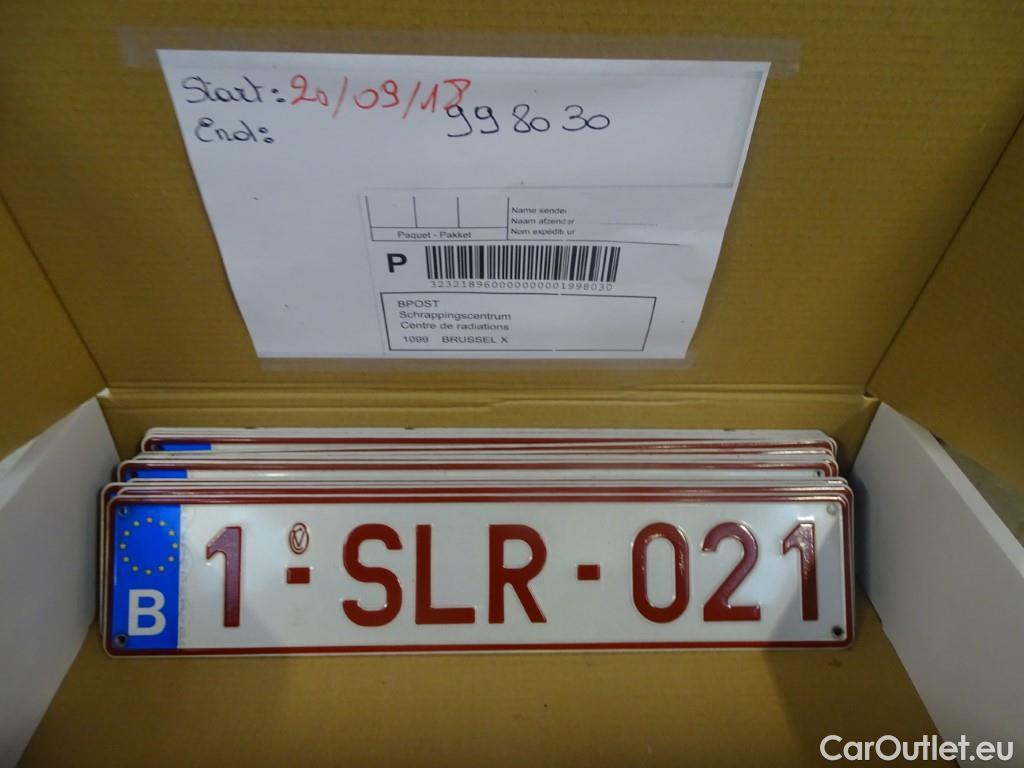 Start: 20/09/18
998030
End:
Name sender
Naam afzender
Nom expéditeur
Paquet - Pakket
P
323218960000000001998030
BPOST
Schrappingscentrum
Centre de radiations
1099 BRUSSEL X
B
1-SLR-021
CarOutlet.eu